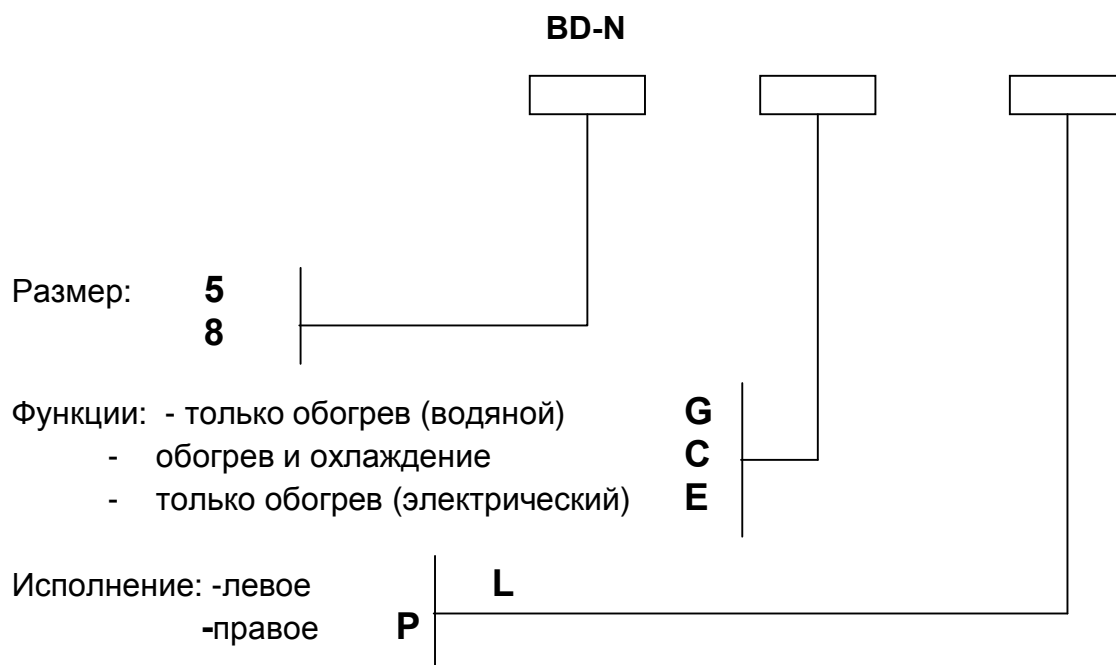 BD-N
Размер: 5
8
Функции: - только обогрев (водяной) G
- обогрев и охлаждение C
- только обогрев (электрический) E
Исполнение: -левое L
-правое P